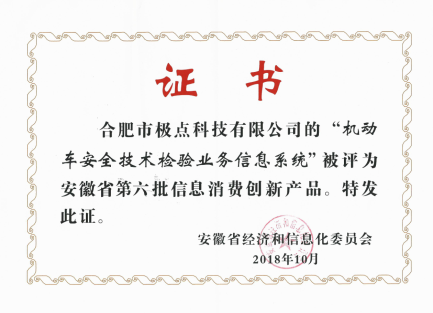 证书
合肥市极点科技有限公司的“机动
车安全技术检验业务信息系统”被评为
安徽省第六批信息消费创新产品。特发
此证。
安徽省经济和信息化委员会
2018年10月